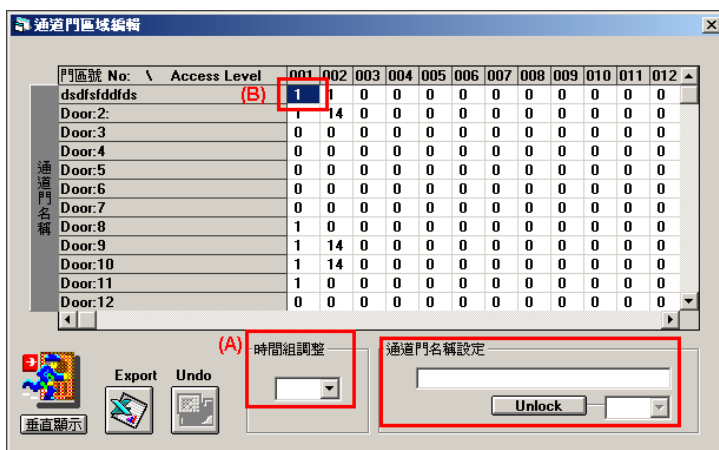 通道門區域編輯
門區號 No: \ Access Level 001 002 003 004 005 006 007 008 009 010 011 012
dsdfsfddfds (B) 1 1 0 0 0 0 0 0 0 0 0 0
Door:2: 1 14 0 0 0 0 0 0 0 0 0 0
Door:3 0 0 0 0 0 0 0 0 0 0 0 0
Door:4 0 0 0 0 0 0 0 0 0 0 0 0
Door:5 0 0 0 0 0 0 0 0 0 0 0 0
Door:6 0 0 0 0 0 0 0 0 0 0 0 0
Door:7 0 0 0 0 0 0 0 0 0 0 0 0
Door:8 1 0 0 0 0 0 0 0 0 0 0 0
Door:9 1 14 0 0 0 0 0 0 0 0 0 0
Door:10 1 14 0 0 0 0 0 0 0 0 0 0
Door:11 1 0 0 0 0 0 0 0 0 0 0 0
Door:12 0 0 0 0 0 0 0 0 0 0 0 0
通道門名稱
(A) 時間組調整 通道門名稱設定
Export Undo
Unlock
垂直顯示